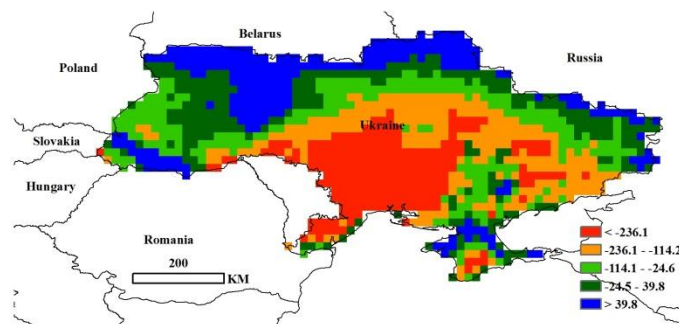 Belarus
Poland
Russia
Ukraine
Slovakia
Hungary
Romania
200
KM
< -236.1
-236.1 - -114.2
-114.1 - -24.6
-24.5 - 39.8
> 39.8